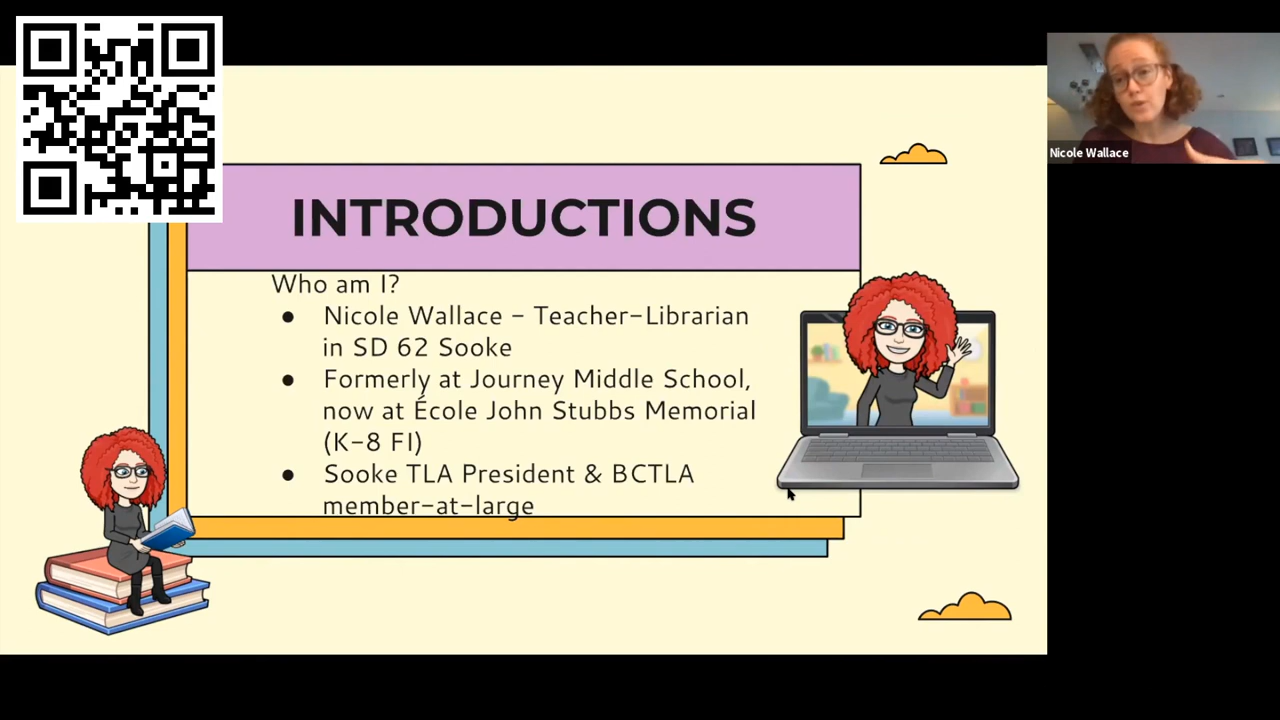 INTRODUCTIONS
Who am I?
● Nicole Wallace - Teacher-Librarian
in SD 62 Sooke
● Formerly at Journey Middle School,
now at École John Stubbs Memorial
(K-8 FI)
● Sooke TLA President & BCTLA
member-at-large
Nicole Wallace